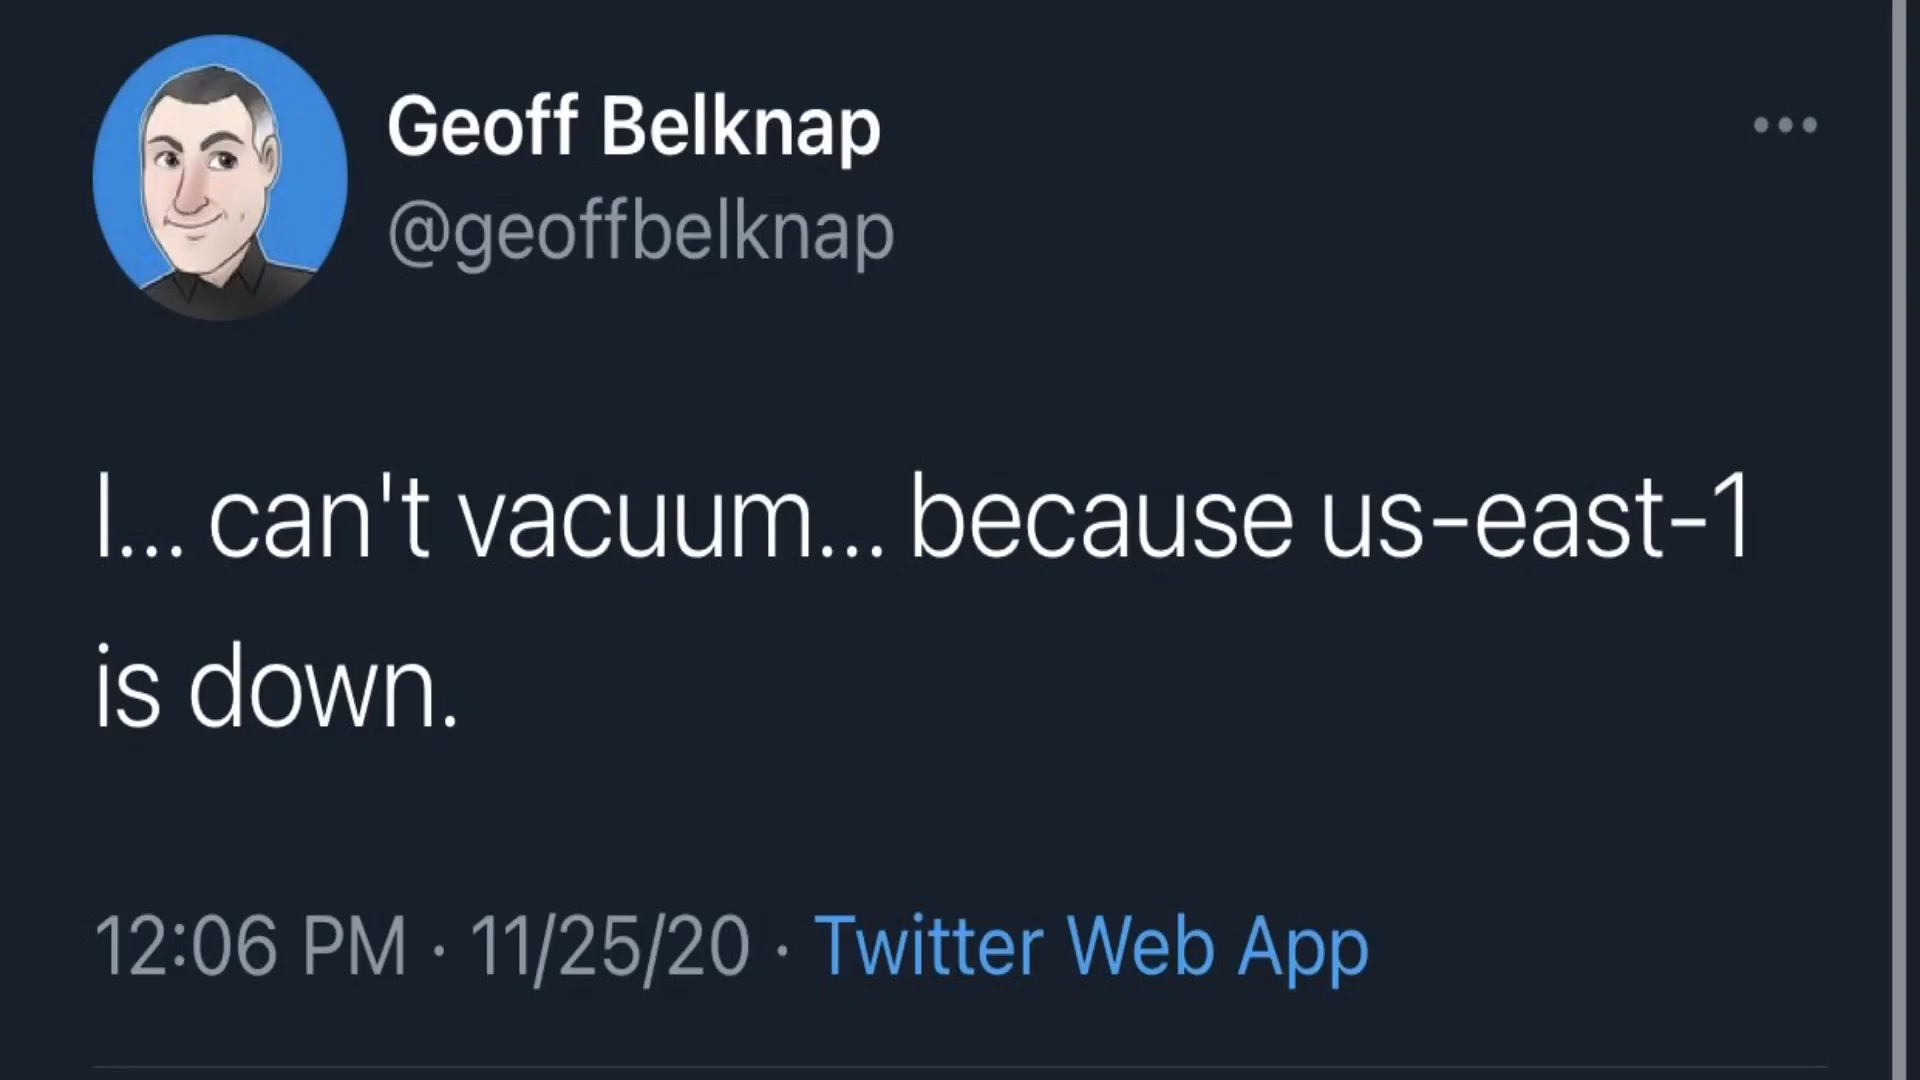 Geoff Belknap
@geoffbelknap
I... can't vacuum... because us-east-1
is down.
12:06 PM · 11/25/20 · Twitter Web App